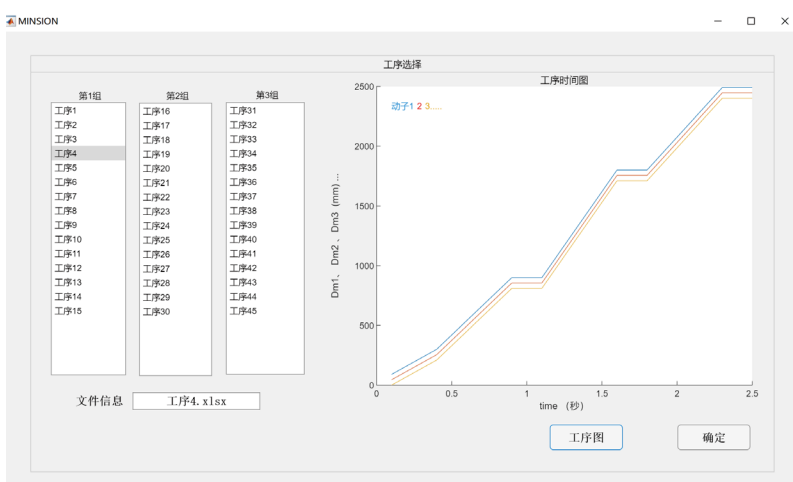 MINSION
工序选择
第1组
工序1
工序2
工序3
工序4
工序5
工序6
工序7
工序8
工序9
工序10
工序11
工序12
工序13
工序14
工序15
第2组
工序16
工序17
工序18
工序19
工序20
工序21
工序22
工序23
工序24
工序25
工序26
工序27
工序28
工序29
工序30
第3组
工序31
工序32
工序33
工序34
工序35
工序36
工序37
工序38
工序39
工序40
工序41
工序42
工序43
工序44
工序45
文件信息 工序4.xlsx
工序时间图
动子1 2 3.....
Dm1、 Dm2 、 Dm3 (mm) ...
2500
2000
1500
1000
500
0
0 0.5 1 1.5 2 2.5
time （秒）
工序图 确定